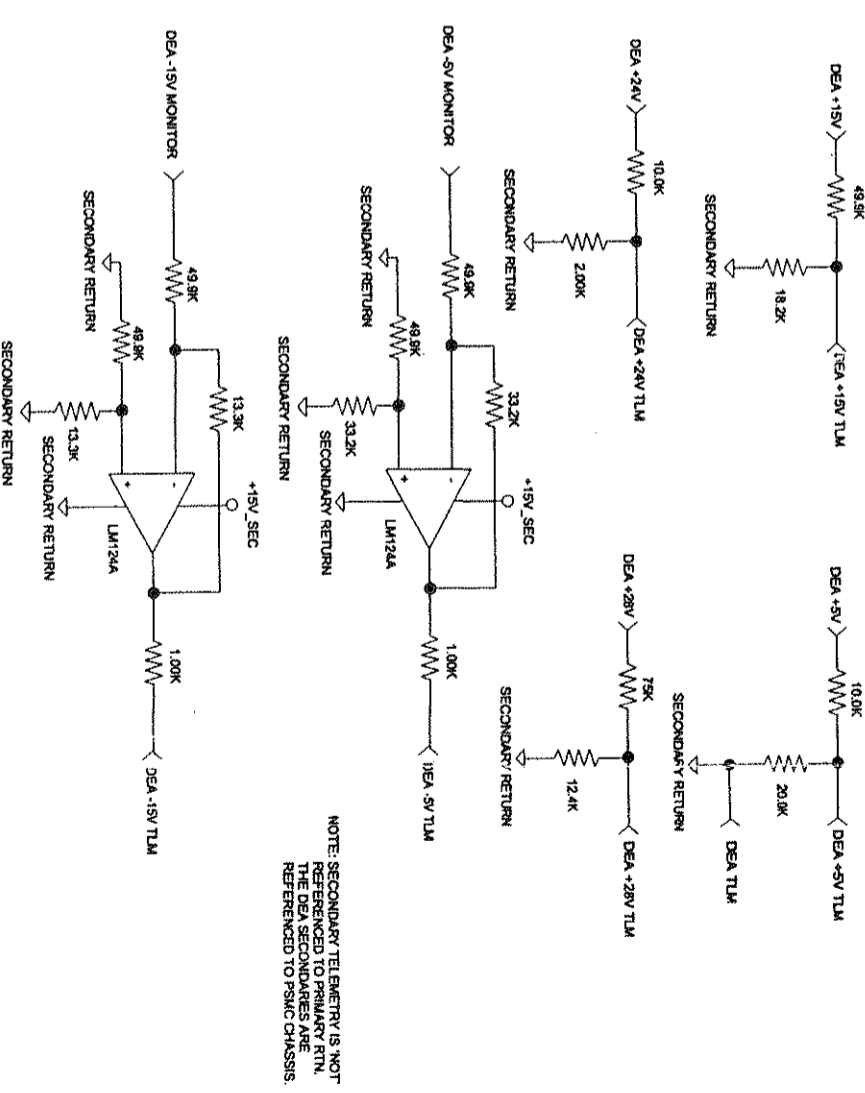 49.9K
DEA +15V
DEA +15V TLM
18.2K
SECONDARY RETURN
10.0K
DEA +5V
DEA +5V TLM
20.0K
DEA TLM
SECONDARY RETURN
10.0K
DEA +24V
DEA +24V TLM
2.00K
SECONDARY RETURN
75K
DEA +28V
DEA +28V TLM
12.4K
SECONDARY RETURN
33.2K
+15V_SEC
DEA -5V MONITOR
49.9K
-
1.00K
DEA -5V TLM
49.9K
+
LM124A
SECONDARY RETURN
33.2K
SECONDARY RETURN
SECONDARY RETURN
NOTE: SECONDARY TELEMETRY IS 'NOT'
REFERENCED TO PRIMARY RTN.
THE DEA SECONDARIES ARE
REFERENCED TO PSMC CHASSIS.
13.3K
+15V_SEC
DEA -15V MONITOR
49.9K
-
1.00K
DEA -15V TLM
49.9K
+
LM124A
SECONDARY RETURN
13.3K
SECONDARY RETURN
SECONDARY RETURN